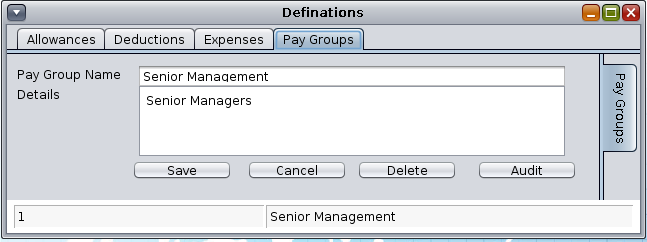 Definations
Allowances Deductions Expenses Pay Groups
Pay Group Name Senior Management
Details Senior Managers
Pay Groups
Save Cancel Delete Audit
1 Senior Management